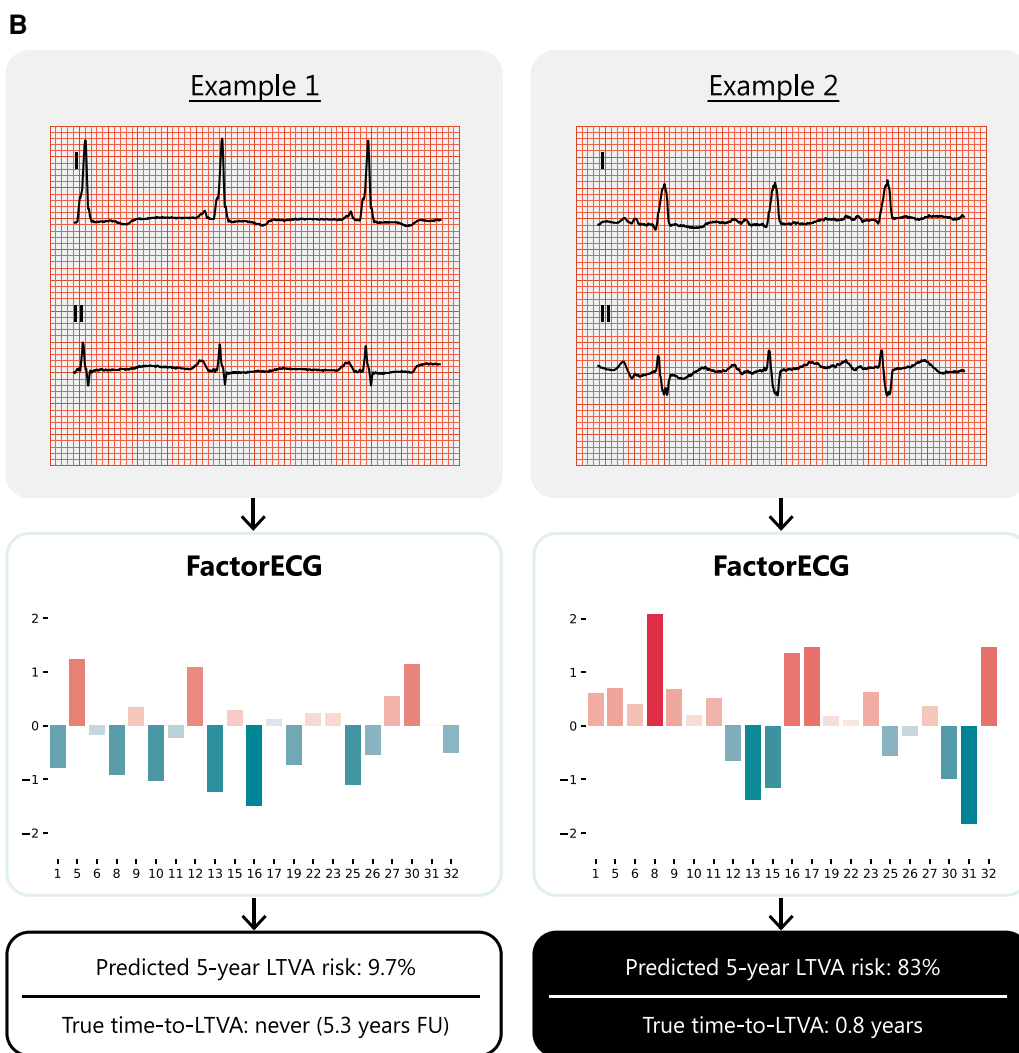 B
Example 1
I
II
FactorECG
2
1
0
−1
−2
1 5 6 8 9 10 11 12 13 15 16 17 19 22 23 25 26 27 30 31 32
Predicted 5-year LTVA risk: 9.7%
True time-to-LTVA: never (5.3 years FU)
Example 2
I
II
FactorECG
2
1
0
−1
−2
1 5 6 8 9 10 11 12 13 15 16 17 19 22 23 25 26 27 30 31 32
Predicted 5-year LTVA risk: 83%
True time-to-LTVA: 0.8 years